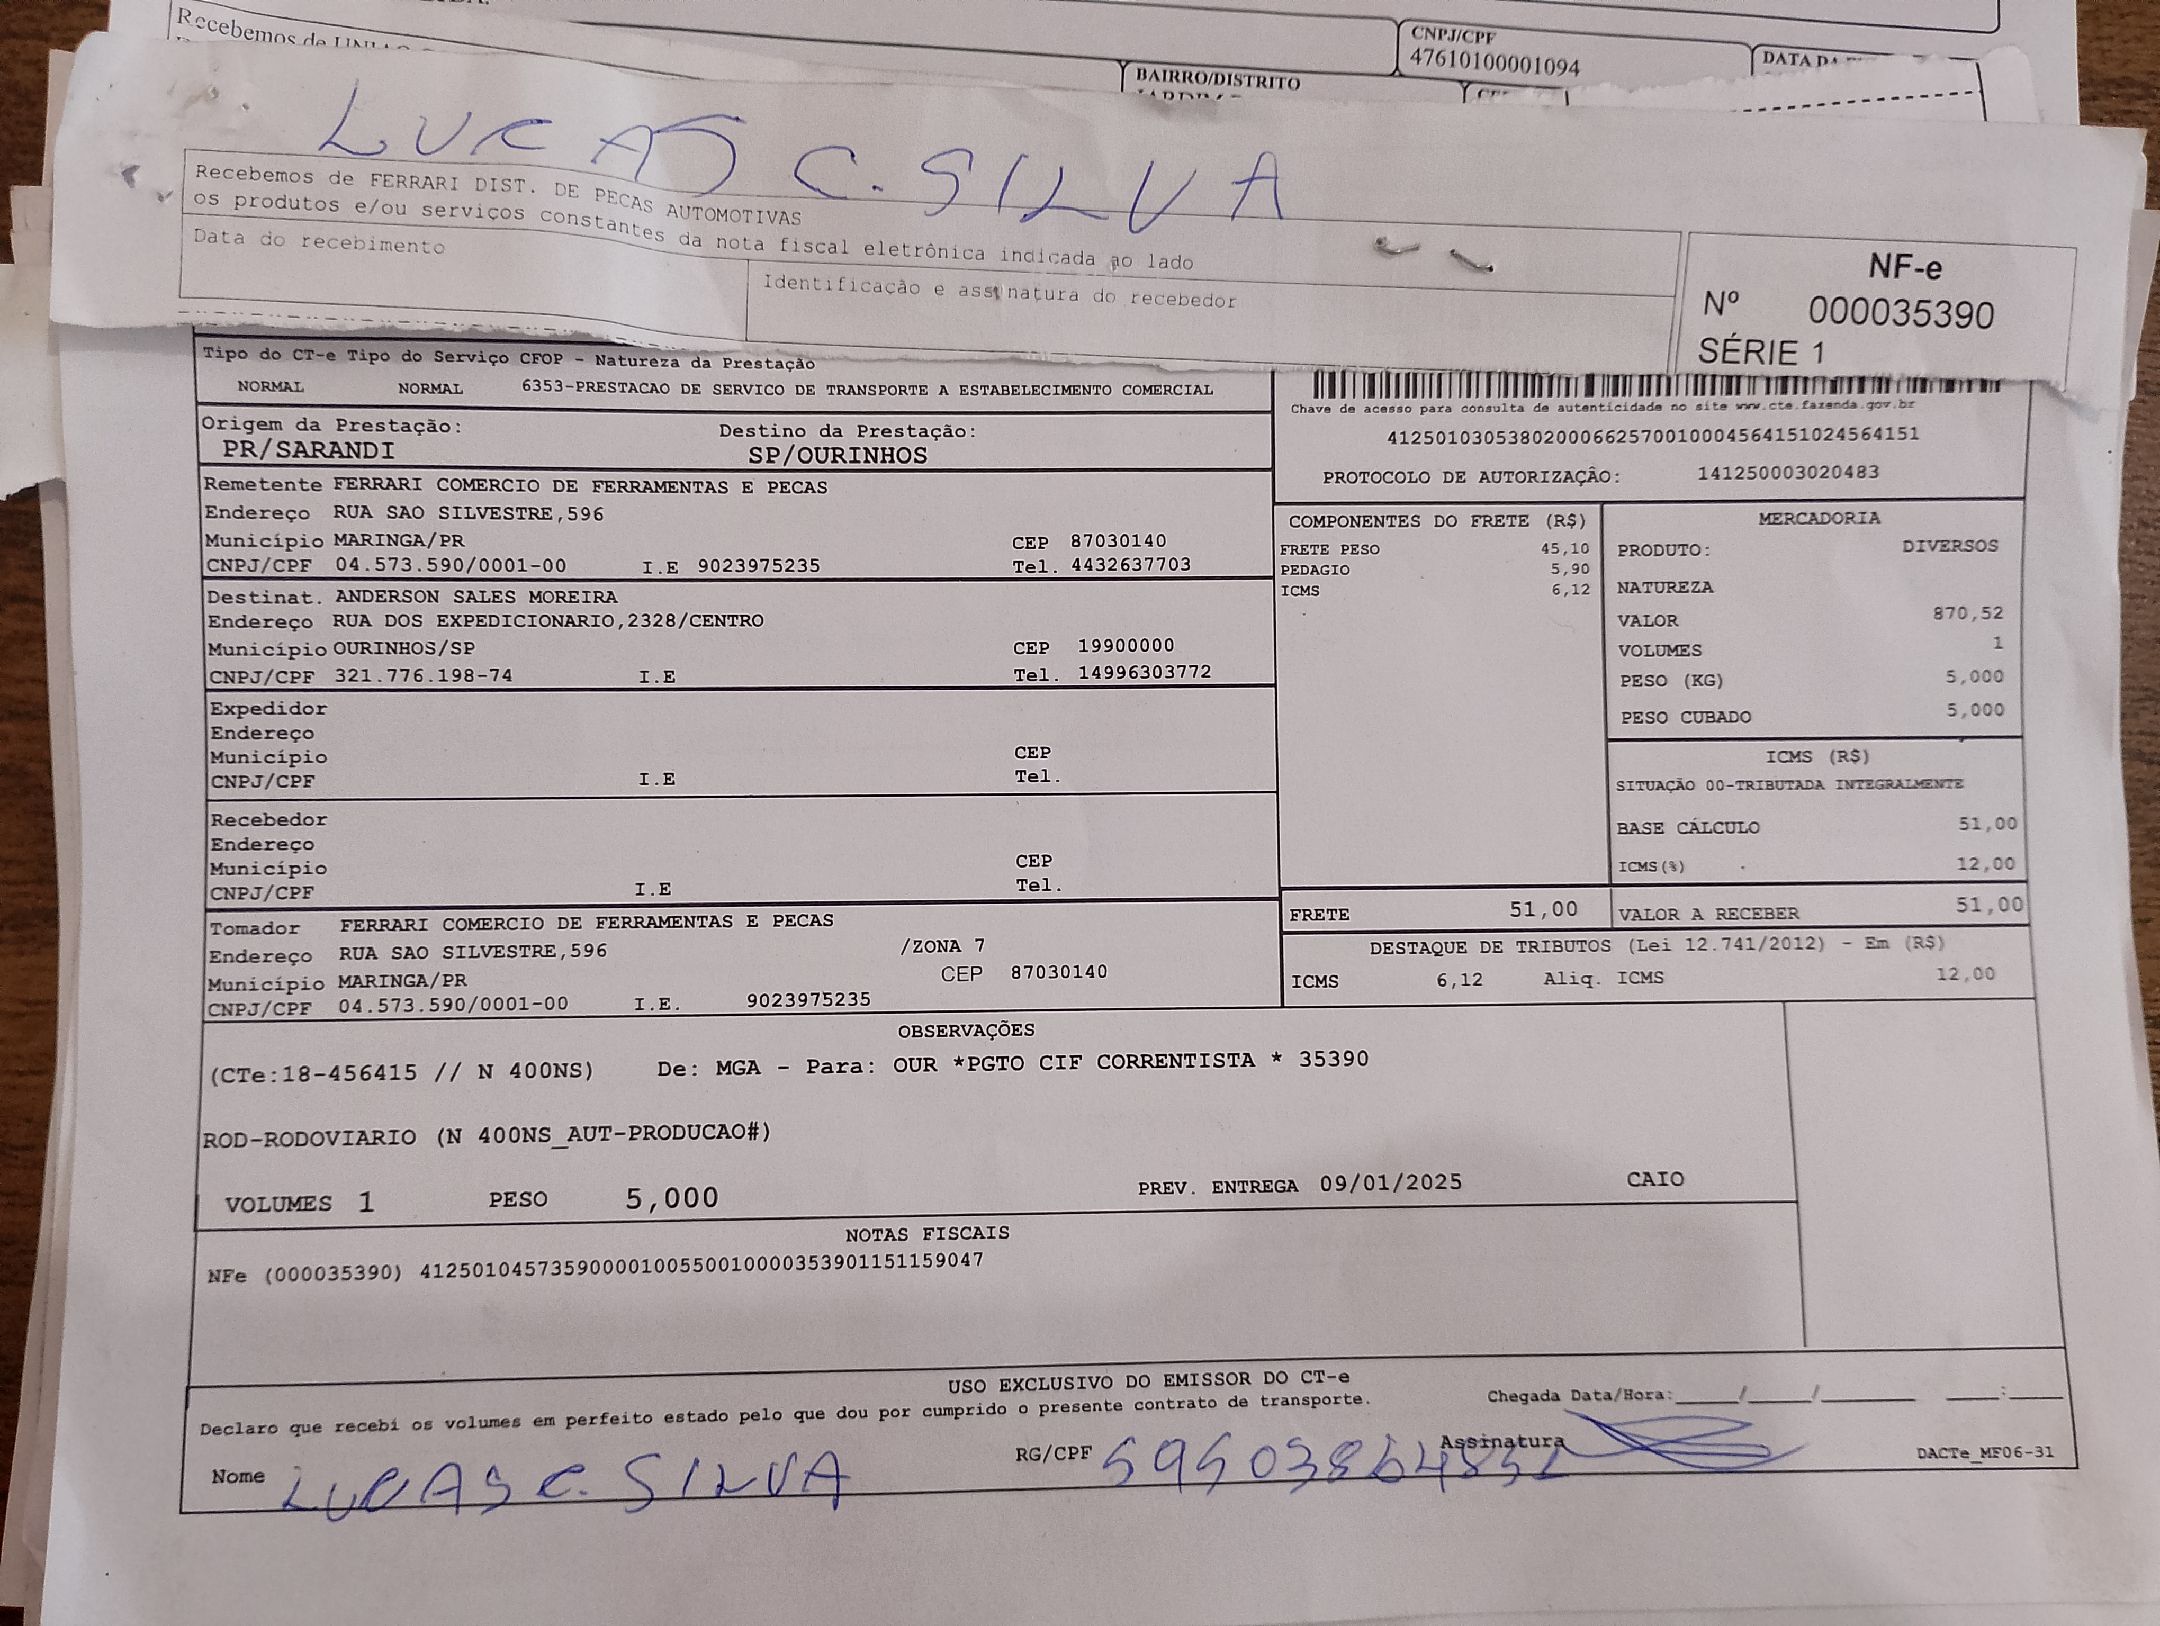 Recebemos de UNIAO
CNPJ/CPF
47610100001094
BAIRRO/DISTRITO
LUCAS C. SILVA
Recebemos de FERRARI DIST. DE PECAS AUTOMOTIVAS
os produtos e/ou serviços constantes da nota fiscal eletrônica indicada ao lado
Data do recebimento
Identificação e assinatura do recebedor
NF-e
Nº 000035390
SÉRIE 1
Tipo do CT-e Tipo do Serviço CFOP - Natureza da Prestação
NORMAL NORMAL 6353-PRESTACAO DE SERVICO DE TRANSPORTE A ESTABELECIMENTO COMERCIAL
Chave de acesso para consulta de autenticidade no site www.cte.fazenda.gov.br
41250103053802000662570010004564151024564151
PROTOCOLO DE AUTORIZAÇÃO: 141250003020483
Origem da Prestação: Destino da Prestação:
PR/SARANDI SP/OURINHOS
Remetente FERRARI COMERCIO DE FERRAMENTAS E PECAS
Endereço RUA SAO SILVESTRE,596
Município MARINGA/PR CEP 87030140
CNPJ/CPF 04.573.590/0001-00 I.E 9023975235 Tel. 4432637703
Destinat. ANDERSON SALES MOREIRA
Endereço RUA DOS EXPEDICIONARIO,2328/CENTRO
Município OURINHOS/SP CEP 19900000
CNPJ/CPF 321.776.198-74 I.E Tel. 14996303772
Expedidor
Endereço
Município CEP
CNPJ/CPF I.E Tel.
Recebedor
Endereço
Município CEP
CNPJ/CPF I.E Tel.
Tomador FERRARI COMERCIO DE FERRAMENTAS E PECAS
Endereço RUA SAO SILVESTRE,596 /ZONA 7
Município MARINGA/PR CEP 87030140
CNPJ/CPF 04.573.590/0001-00 I.E. 9023975235
COMPONENTES DO FRETE (R$)
FRETE PESO 45,10
PEDAGIO 5,90
ICMS 6,12
MERCADORIA
PRODUTO: DIVERSOS
NATUREZA
VALOR 870,52
VOLUMES 1
PESO (KG) 5,000
PESO CUBADO 5,000
ICMS (R$)
SITUAÇÃO 00-TRIBUTADA INTEGRALMENTE
BASE CÁLCULO 51,00
ICMS(%) 12,00
FRETE 51,00 VALOR A RECEBER 51,00
DESTAQUE DE TRIBUTOS (Lei 12.741/2012) - Em (R$)
ICMS 6,12 Aliq. ICMS 12,00
OBSERVAÇÕES
(CTe:18-456415 // N 400NS) De: MGA - Para: OUR *PGTO CIF CORRENTISTA * 35390
ROD-RODOVIARIO (N 400NS_AUT-PRODUCAO#)
VOLUMES 1 PESO 5,000 PREV. ENTREGA 09/01/2025 CAIO
NOTAS FISCAIS
NFe (000035390) 41250104573590000100550010000353901151159047
USO EXCLUSIVO DO EMISSOR DO CT-e
Declaro que recebi os volumes em perfeito estado pelo que dou por cumprido o presente contrato de transporte.
Chegada Data/Hora:_____/_____/_______ ____:____
Nome LUCAS C. SILVA RG/CPF Assinatura
DACTe_MF06-31